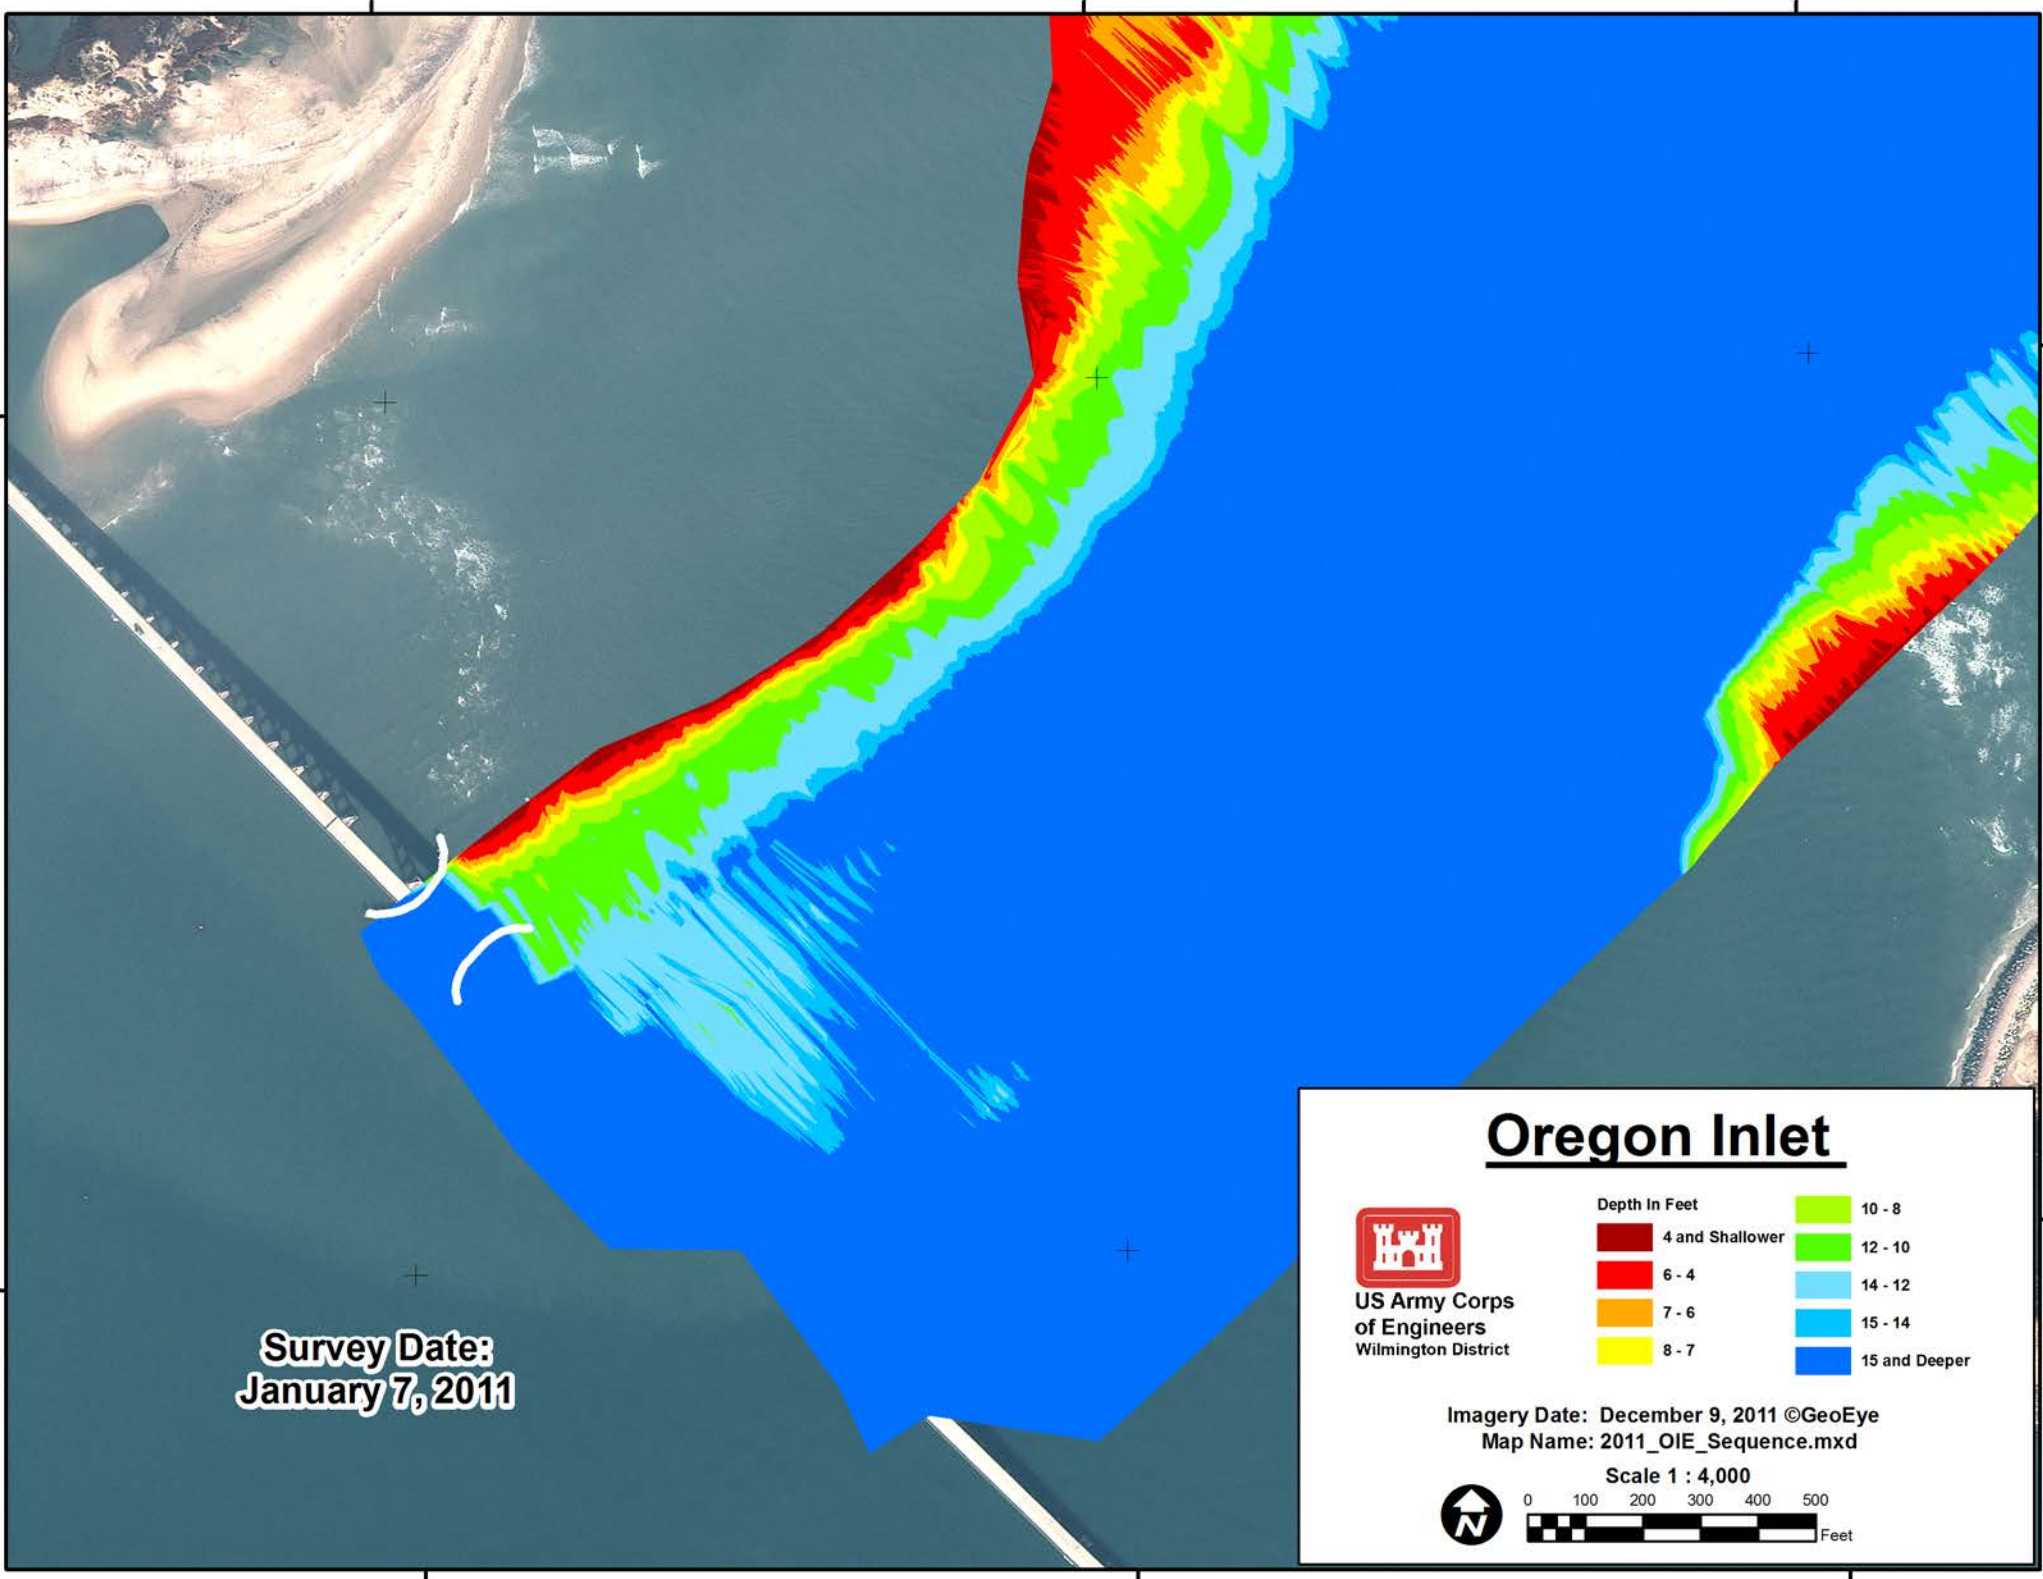 Survey Date:
January 7, 2011
Oregon Inlet
US Army Corps
of Engineers
Wilmington District
Depth In Feet
4 and Shallower
6 - 4
7 - 6
8 - 7
10 - 8
12 - 10
14 - 12
15 - 14
15 and Deeper
Imagery Date: December 9, 2011 ©GeoEye
Map Name: 2011_OIE_Sequence.mxd
Scale 1 : 4,000
0 100 200 300 400 500
Feet
N